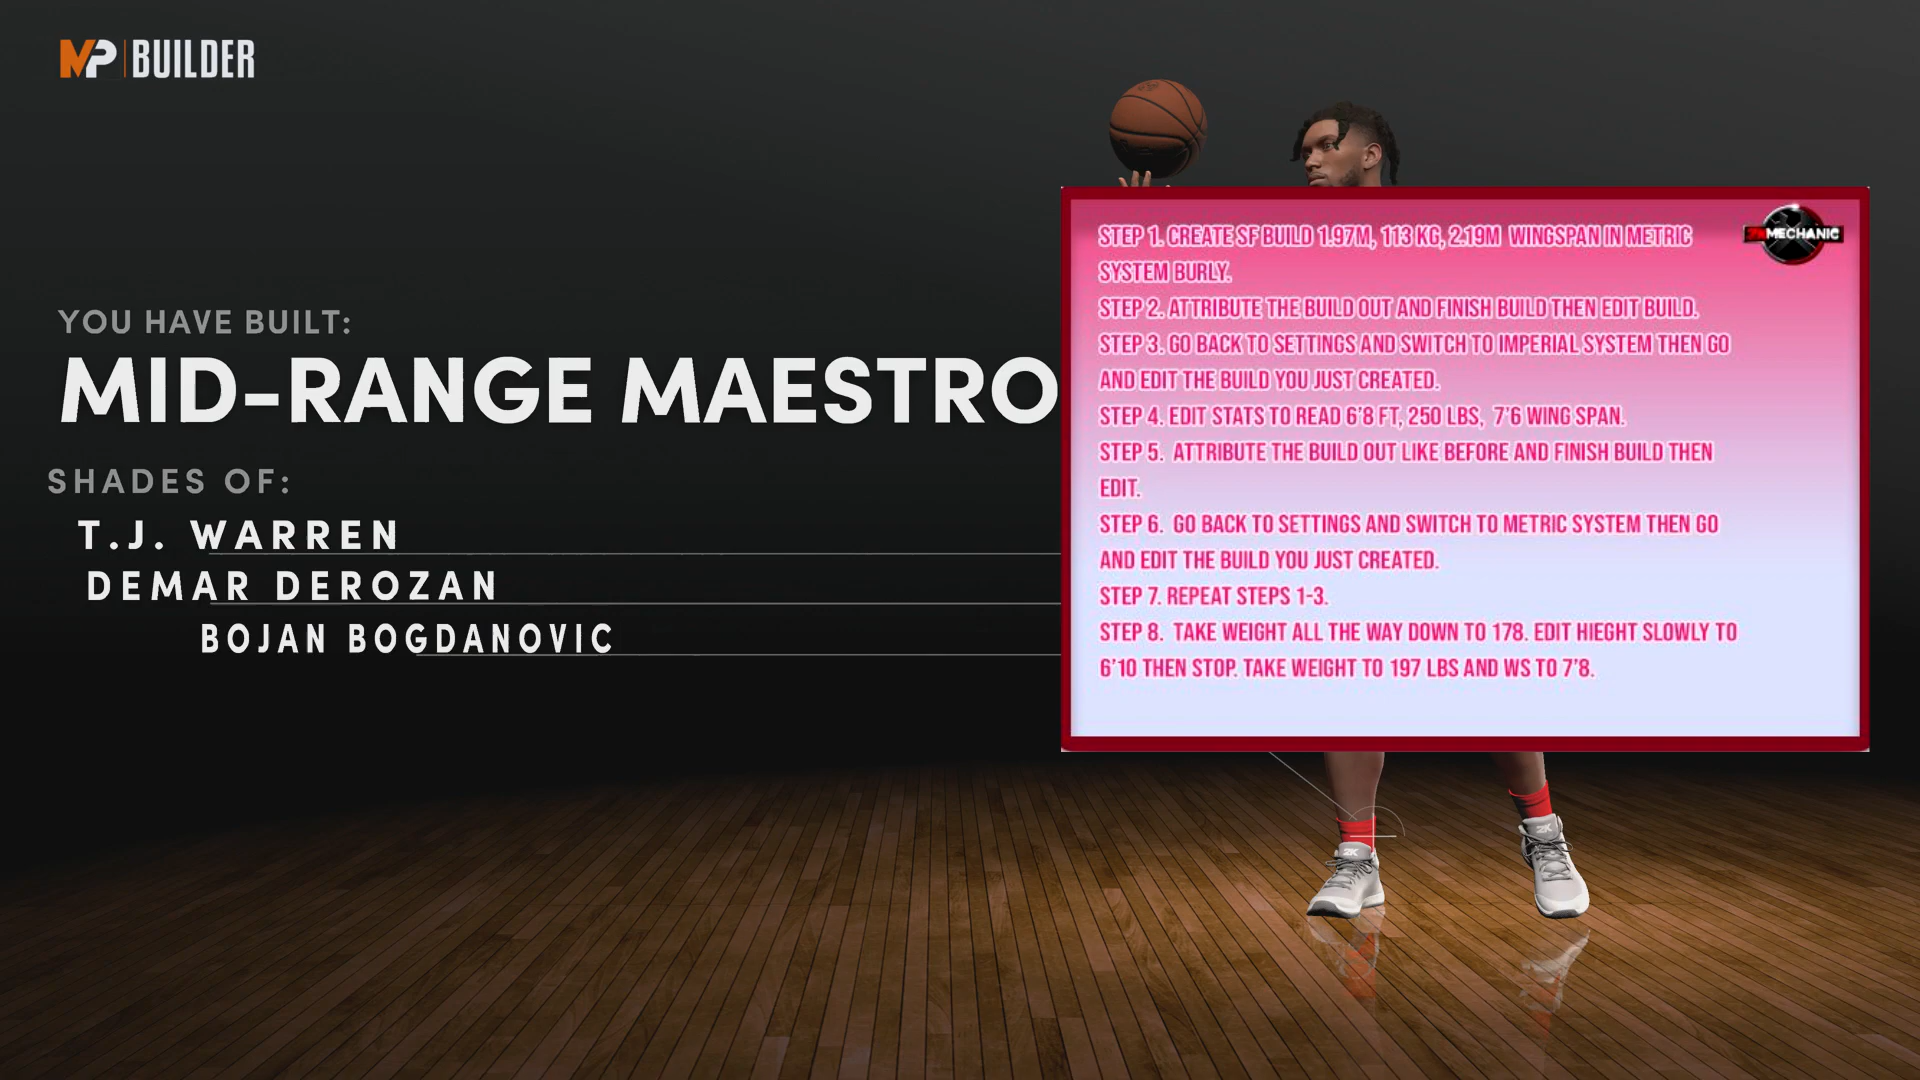 MP BUILDER
YOU HAVE BUILT:
MID-RANGE MAESTRO
SHADES OF:
T.J. WARREN
DEMAR DEROZAN
BOJAN BOGDANOVIC
MECHANIC
STEP 1. CREATE SF BUILD 1.97M, 113 KG, 2.19M WINGSPAN IN METRIC
SYSTEM BURLY.
STEP 2. ATTRIBUTE THE BUILD OUT AND FINISH BUILD THEN EDIT BUILD.
STEP 3. GO BACK TO SETTINGS AND SWITCH TO IMPERIAL SYSTEM THEN GO
AND EDIT THE BUILD YOU JUST CREATED.
STEP 4. EDIT STATS TO READ 6'8 FT, 250 LBS, 7'6 WING SPAN.
STEP 5. ATTRIBUTE THE BUILD OUT LIKE BEFORE AND FINISH BUILD THEN
EDIT.
STEP 6. GO BACK TO SETTINGS AND SWITCH TO METRIC SYSTEM THEN GO
AND EDIT THE BUILD YOU JUST CREATED.
STEP 7. REPEAT STEPS 1-3.
STEP 8. TAKE WEIGHT ALL THE WAY DOWN TO 178. EDIT HIEGHT SLOWLY TO
6'10 THEN STOP. TAKE WEIGHT TO 197 LBS AND WS TO 7'8.
2K
2K